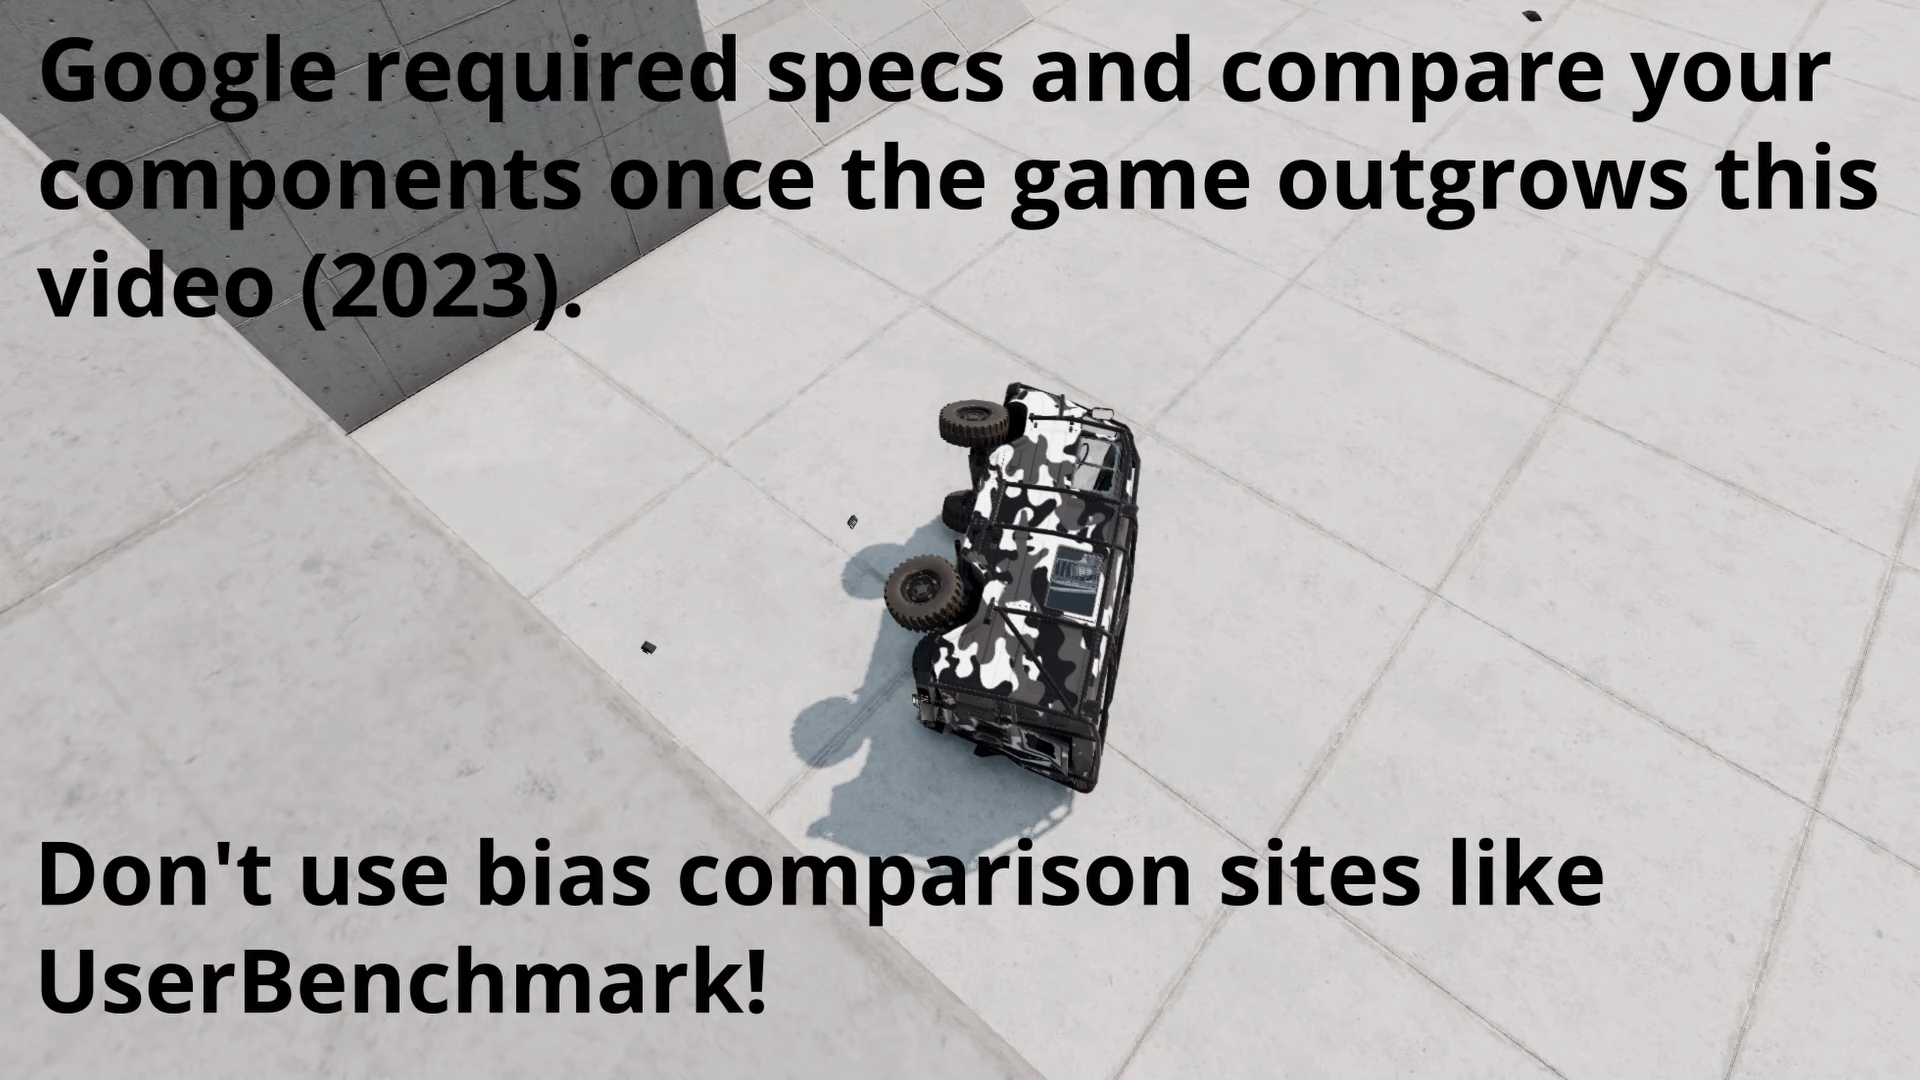 Google required specs and compare your
components once the game outgrows this
video (2023).
Don't use bias comparison sites like
UserBenchmark!